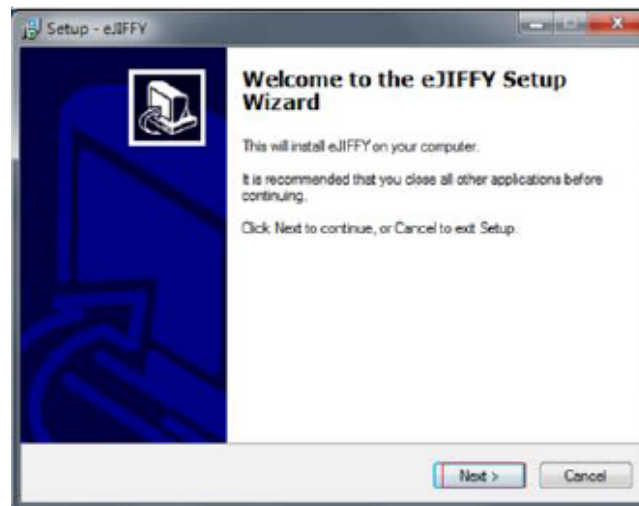 Setup - eJIFFY
Welcome to the eJIFFY Setup
Wizard
This will install eJIFFY on your computer.
It is recommended that you close all other applications before
continuing.
Click Next to continue, or Cancel to exit Setup.
Next >
Cancel